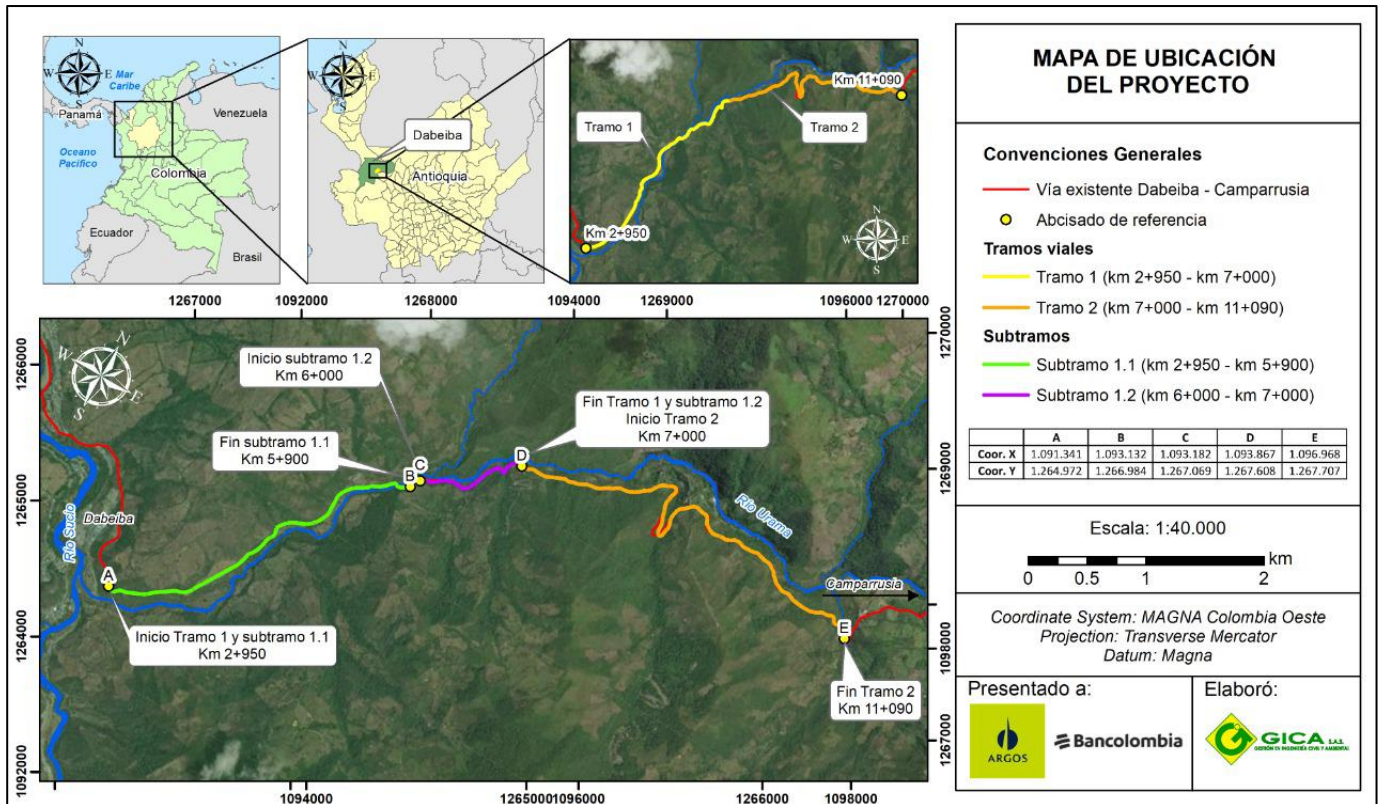 N
W
E
S
Mar
Caribe
Panamá
Venezuela
Oceano
Pacífico
Colombia
Ecuador
Brasil
N
W
E
S
Dabeiba
Antioquia
Km 11+090
Tramo 1
Tramo 2
Km 2+950
N
W
E
S
1267000
1092000
1268000
1094000
1269000
1096000
1270000
1266000
1265000
1264000
1092000
1270000
1269000
1098000
1267000
N
W
E
S
Inicio subtramo 1.2
Km 6+000
Fin Tramo 1 y subtramo 1.2
Inicio Tramo 2
Km 7+000
Fin subtramo 1.1
Km 5+900
A
B
C
D
E
Río Sucio
Dabeiba
Río Urama
Camparrusia
Inicio Tramo 1 y subtramo 1.1
Km 2+950
Fin Tramo 2
Km 11+090
1094000
1265000
1096000
1266000
1098000
MAPA DE UBICACIÓN
DEL PROYECTO
Convenciones Generales
Vía existente Dabeiba - Camparrusia
Abcisado de referencia
Tramos viales
Tramo 1 (km 2+950 - km 7+000)
Tramo 2 (km 7+000 - km 11+090)
Subtramos
Subtramo 1.1 (km 2+950 - km 5+900)
Subtramo 1.2 (km 6+000 - km 7+000)
A B C D E
Coor. X 1.091.341 1.093.132 1.093.182 1.093.867 1.096.968
Coor. Y 1.264.972 1.266.984 1.267.069 1.267.608 1.267.707
Escala: 1:40.000
km
0 0.5 1 2
Coordinate System: MAGNA Colombia Oeste
Projection: Transverse Mercator
Datum: Magna
Presentado a:
ARGOS
Bancolombia
Elaboró:
GICA S.A.S.
GESTIÓN EN INGENIERÍA CIVIL Y AMBIENTAL